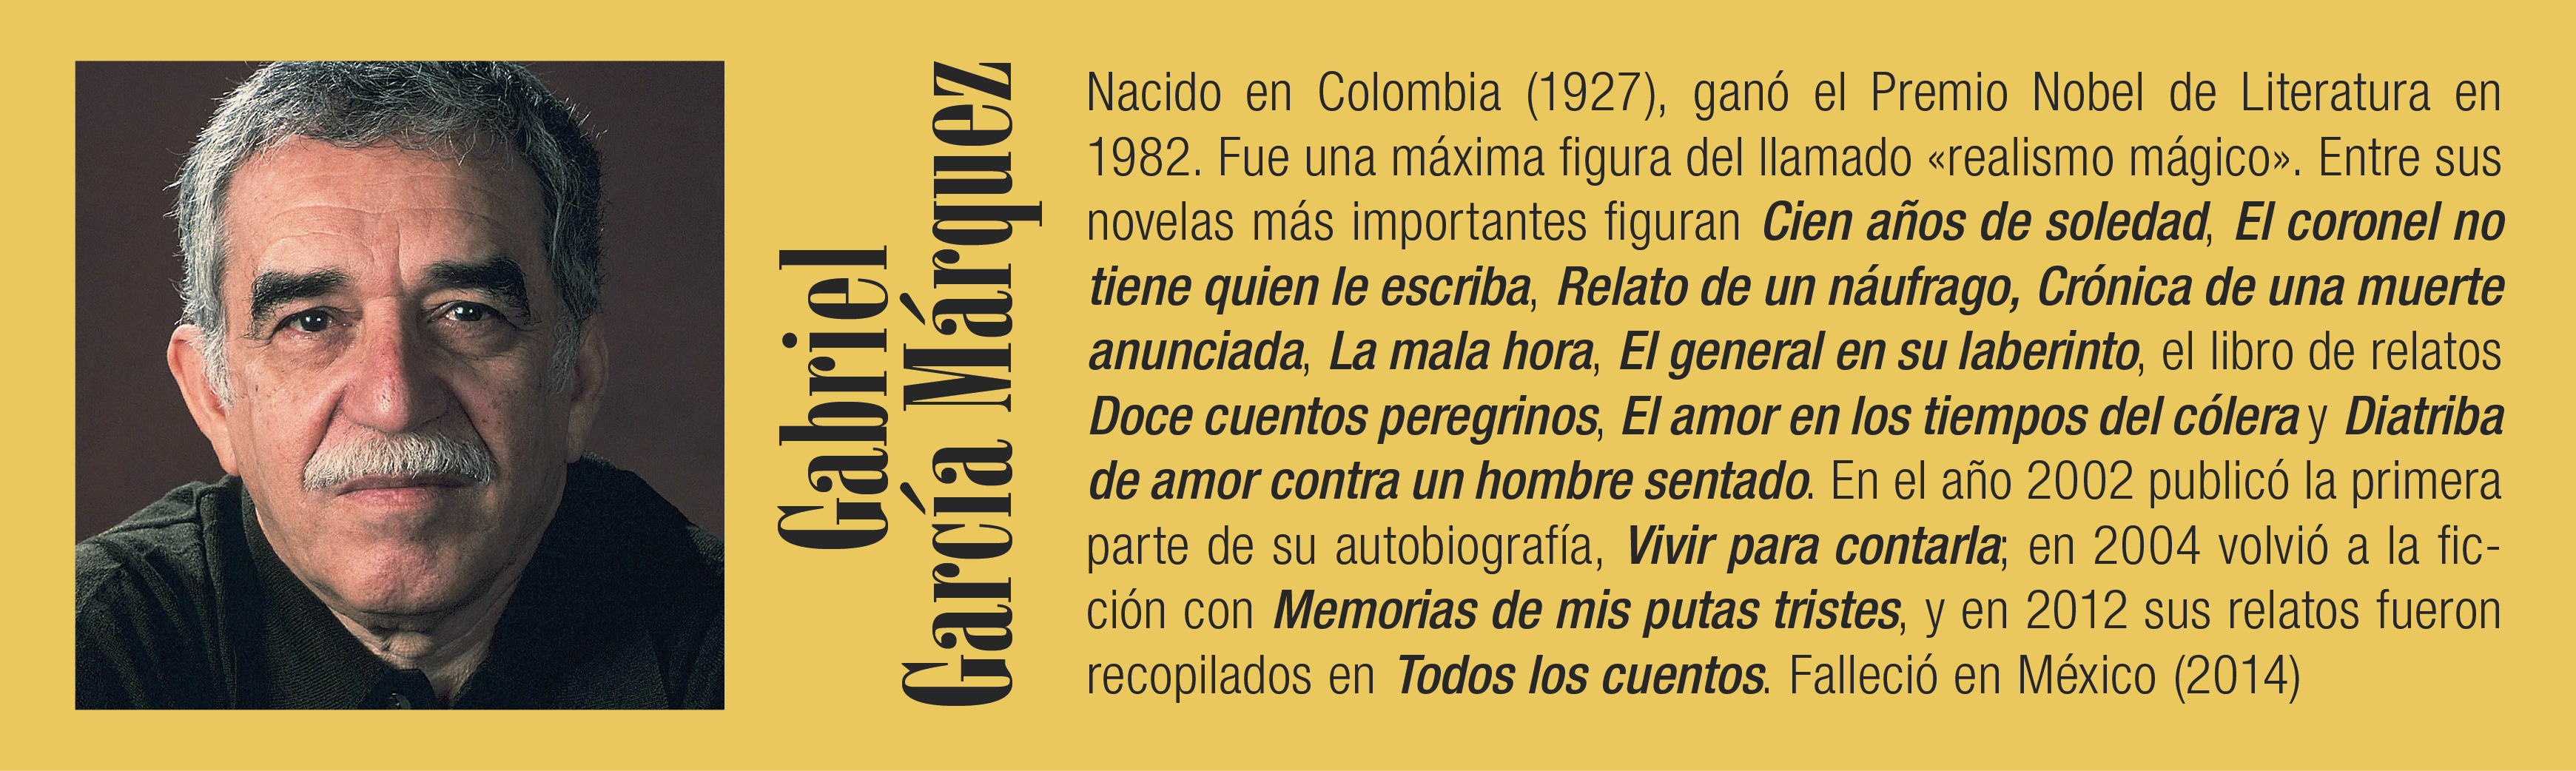 Gabriel
García Márquez
Nacido en Colombia (1927), ganó el Premio Nobel de Literatura en
1982. Fue una máxima figura del llamado «realismo mágico». Entre sus
novelas más importantes figuran Cien años de soledad, El coronel no
tiene quien le escriba, Relato de un náufrago, Crónica de una muerte
anunciada, La mala hora, El general en su laberinto, el libro de relatos
Doce cuentos peregrinos, El amor en los tiempos del cólera y Diatriba
de amor contra un hombre sentado. En el año 2002 publicó la primera
parte de su autobiografía, Vivir para contarla; en 2004 volvió a la fic-
ción con Memorias de mis putas tristes, y en 2012 sus relatos fueron
recopilados en Todos los cuentos. Falleció en México (2014)